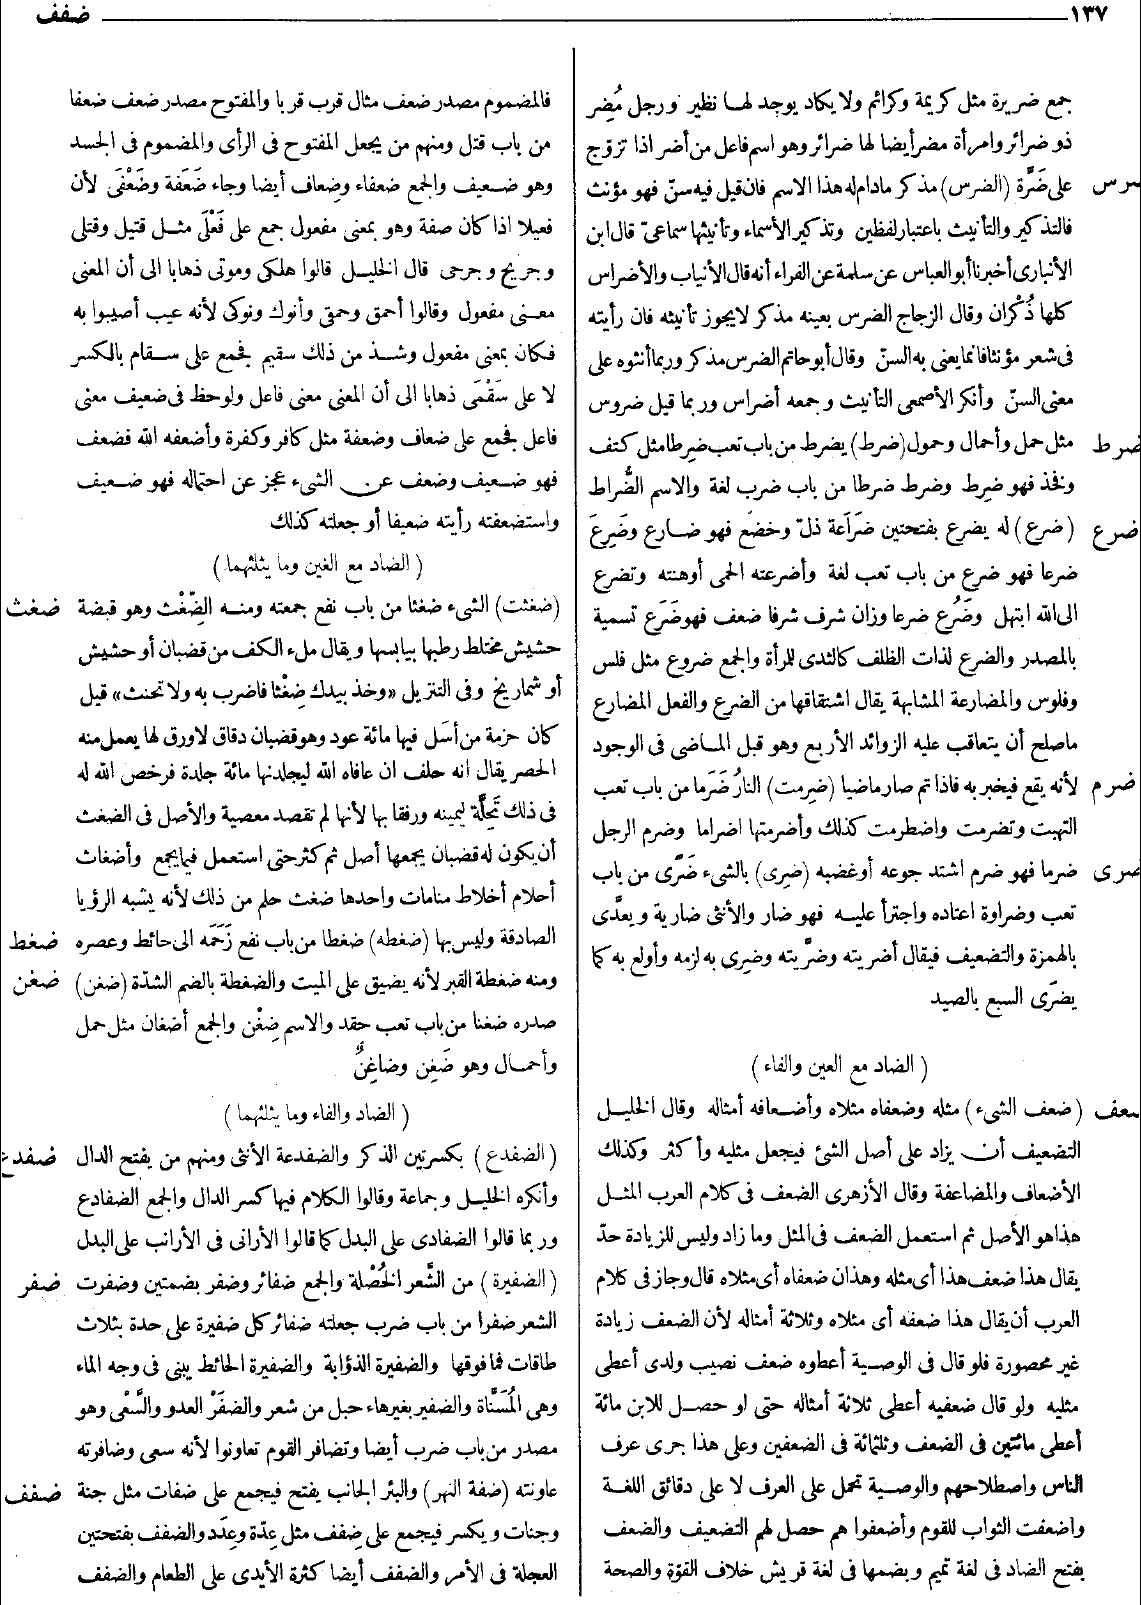 ١٣٧ ضفف
جمع ضريرة مثل كريمة وكرائم ولا يكاد يوجد لها نظير ورجل مُضِر
ذو ضرائر وامرأة مضر أيضا لها ضرائر وهو اسم فاعل من أضر اذا تزوّج
ضرس على ضَرَّة (الضرس) مذكر مادام له هذا الاسم فان قيل فيه سنّ فهو مؤنث
فالتذكير والتأنيث باعتبار لفظين وتذكير الأسماء وتأنيثها سماعىّ قال ابن
الأنبارى أخبرنا أبو العباس عن سلمة عن الفراء أنه قال الأنياب والأضراس
كلها ذُكْران وقال الزجاج الضرس بعينه مذكر لايجوز تأنيثه فان رأيته
فى شعر مؤنثا فانما يعنى به السنّ وقال أبو حاتم الضرس مذكر وربما أنثوه على
معنى السنّ وأنكر الأصمعى التأنيث وجمعه أضراس وربما قيل ضروس
ضرط مثل حمل وأحمال وحمول (ضرط) يضرط من باب تعب ضرِطا مثل كتف
وفخذ فهو ضرِط وضرط ضرطا من باب ضرب لغة والاسم الضُّراط
ضرع (ضرع) له يضرع بفتحتين ضَرَاعة ذلّ وخضع فهو ضارع وضَرِعَ
ضرعا فهو ضرع من باب تعب لغة وأضرعته الحمى أوهنته وتضرع
الى الله ابتهل وضَرُع ضرعا وزان شرف شرفا ضعف فهو ضَرَع تسمية
بالمصدر والضرع لذات الظلف كالثدى للمرأة والجمع ضروع مثل فلس
وفلوس والمضارعة المشابهة يقال اشتقاقها من الضرع والفعل المضارع
ماصلح أن يتعاقب عليه الزوائد الأربع وهو قبل الماضى فى الوجود
ضرم لأنه يقع فيخبر به فاذا تم صار ماضيا (ضرِمت) النارُ ضَرَما من باب تعب
التهبت وتضرمت واضطرمت كذلك وأضرمتها اضراما وضرم الرجل
ضرى ضرما فهو ضرم اشتد جوعه أو غضبه (ضرِى) بالشىء ضَرًى من باب
تعب وضراوة اعتاده واجترأ عليه فهو ضار والأنثى ضارية ويعدَّى
بالهمزة والتضعيف فيقال أضريته وضرَّيته وضرِى به لزمه وأولع به كما
يضرَى السبع بالصيد
( الضاد مع العين والفاء )
ضعف (ضعف الشىء) مثله وضعفاه مثلاه وأضعافه أمثاله وقال الخليل
التضعيف أن يزاد على أصل الشئ فيجعل مثليه وأكثر وكذلك
الأضعاف والمضاعفة وقال الأزهرى الضعف فى كلام العرب المثل
هذا هو الأصل ثم استعمل الضعف فى المثل وما زاد وليس للزيادة حدّ
يقال هذا ضعف هذا أى مثله وهذان ضعفاه أى مثلاه قال وجاز فى كلام
العرب أن يقال هذا ضعفه أى مثلاه وثلاثة أمثاله لأن الضعف زيادة
غير محصورة فلو قال فى الوصية أعطوه ضعف نصيب ولدى أعطى
مثليه ولو قال ضعفيه أعطى ثلاثة أمثاله حتى او حصل للابن مائة
أعطى مائتين فى الضعف وثلثمائة فى الضعفين وعلى هذا جرى عرف
الناس واصطلاحهم والوصية تحمل على العرف لا على دقائق اللغة
واضعفت الثواب للقوم وأضعفوا هم حصل لهم التضعيف والضعف
بفتح الضاد فى لغة تميم وبضمها فى لغة قريش خلاف القوّة والصحة
فالمضموم مصدر ضعف مثال قرب قربا والمفتوح مصدر ضعف ضعفا
من باب قتل ومنهم من يجعل المفتوح فى الرأى والمضموم فى الجسد
وهو ضعيف والجمع ضعفاء وضعاف أيضا وجاء ضَعَفة وضَعْفَى لأن
فعيلا اذا كان صفة وهو بمعنى مفعول جمع على فَعْلَى مثل قتيل وقتلى
وجريح وجرحى قال الخليل قالوا هلكى وموتى ذهابا الى أن المعنى
معنى مفعول وقالوا أحمق وحمقى وأنوك ونوكى لأنه عيب أصيبوا به
فكان بمعنى مفعول وشذ من ذلك سقيم فجمع على سقام بالكسر
لا على سَقْمَى ذهابا الى أن المعنى معنى فاعل ولوحظ فى ضعيف معنى
فاعل فجمع على ضعاف وضعفة مثل كافر وكفرة وأضعفه الله فضعف
فهو ضعيف وضعف عن الشىء عجز عن احتماله فهو ضعيف
واستضعفته رأيته ضعيفا أو جعلته كذلك
( الضاد مع الغين وما يثلثهما )
(ضغثت) الشىء ضغثا من باب نفع جمعته ومنه الضِّغْث وهو قبضة ضغث
حشيش مختلط رطبها بيابسها ويقال ملء الكف من قضبان أو حشيش
أو شماريخ وفى التنزيل «وخذ بيدك ضِغْثا فاضرب به ولا تحنث» قيل
كان حزمة من أسَل فيها مائة عود وهو قضبان دقاق لاورق لها يعمل منه
الحصر يقال انه حلف ان عافاه الله ليجلدنها مائة جلدة فرخص الله له
فى ذلك تَحِلَّة ليمينه ورفقا بها لأنها لم تقصد معصية والأصل فى الضغث
أن يكون له قضبان يجمعها أصل ثم كثر حتى استعمل فيما يجمع وأضغاث
أحلام أخلاط منامات واحدها ضغث حلم من ذلك لأنه يشبه الرؤيا
الصادقة وليس بها (ضغطه) ضغطا من باب نفع زَحَمَه الى حائط وعصره ضغط
ومنه ضغطة القبر لأنه يضيق على الميت والضغطة بالضم الشدّة (ضغن) ضغن
صدره ضغنا من باب تعب حقد والاسم ضِغْن والجمع أضغان مثل حمل
وأحمال وهو ضَغِن وضاغِنٌ
( الضاد والفاء وما يثلثهما )
(الضفدع) بكسرتين الذكر والضفدعة الأنثى ومنهم من يفتح الدال ضفدع
وأنكره الخليل وجماعة وقالوا الكلام فيها كسر الدال والجمع الضفادع
وربما قالوا الضفادى على البدل كما قالوا الأرانى فى الأرانب على البدل
(الضفيرة) من الشَّعر الخُصْلة والجمع ضفائر وضفر بضمتين وضفرت ضفر
الشعر ضفرا من باب ضرب جعلته ضفائر كل ضفيرة على حدة بثلاث
طاقات فما فوقها والضفيرة الذؤابة والضفيرة الحائط يبنى فى وجه الماء
وهى المُسَنَّاة والضفير بغير هاء حبل من شعر والضفَرْ العدو والسَّعْى وهو
مصدر من باب ضرب أيضا وتضافر القوم تعاونوا لأنه سعى وضافرته
عاونته (ضفة النهر) والبئر الجانب يفتح فيجمع على ضفات مثل جنة ضفف
وجنات ويكسر فيجمع على ضِفف مثل عِدّة وعِدَد والضفف بفتحتين
العجلة فى الأمر والضفف أيضا كثرة الأيدى على الطعام والضفف